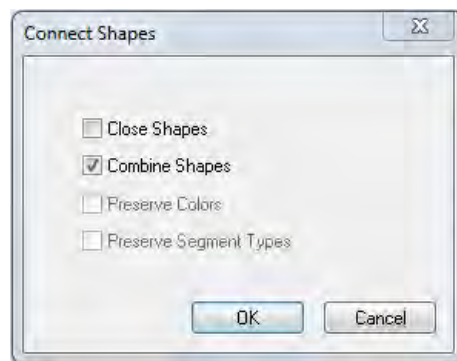 Connect Shapes
Close Shapes
Combine Shapes
Preserve Colors
Preserve Segment Types
OK Cancel